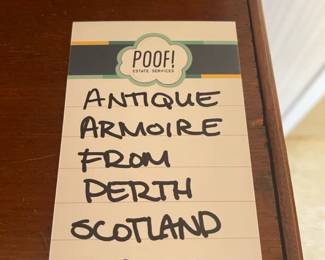 POOF!
ESTATE SERVICES
ANTIQUE
ARMOIRE
FROM
PERTH
SCOTLAND